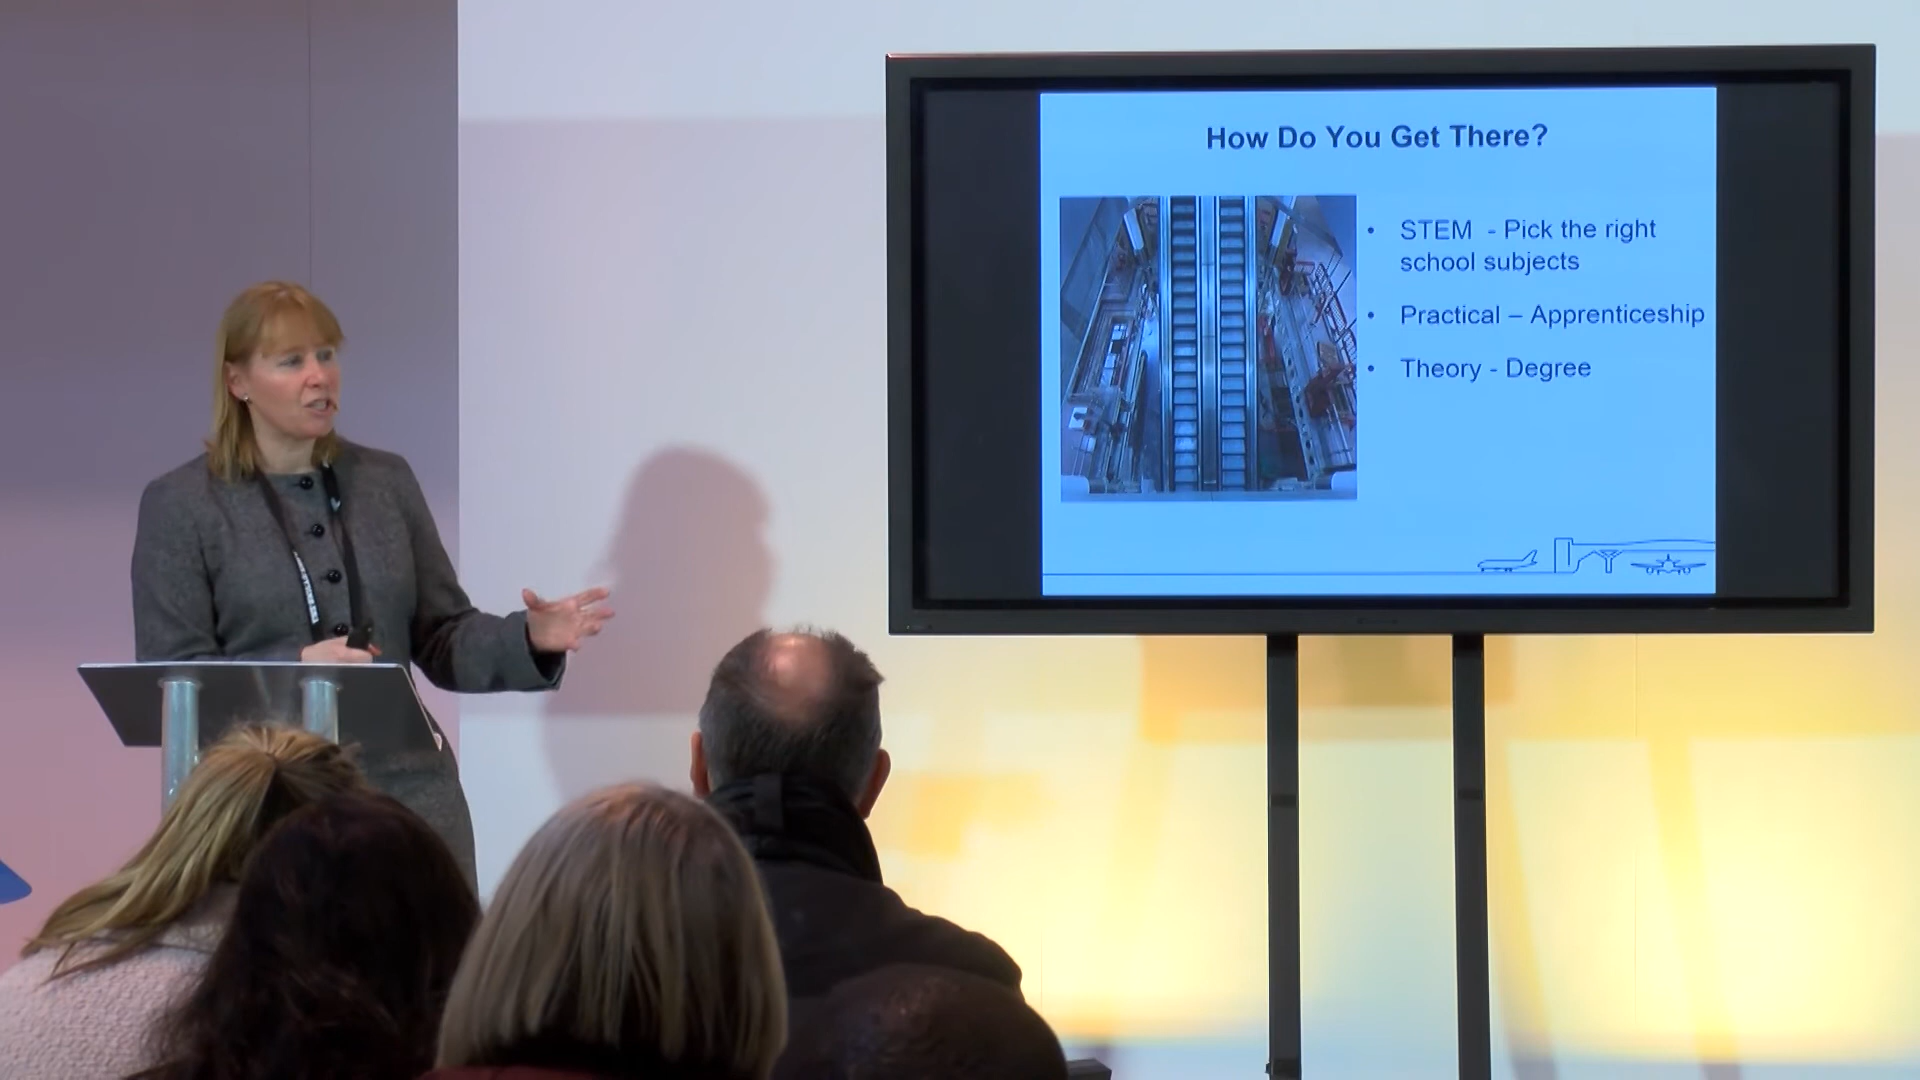 How Do You Get There?
• STEM - Pick the right
school subjects
• Practical – Apprenticeship
• Theory - Degree